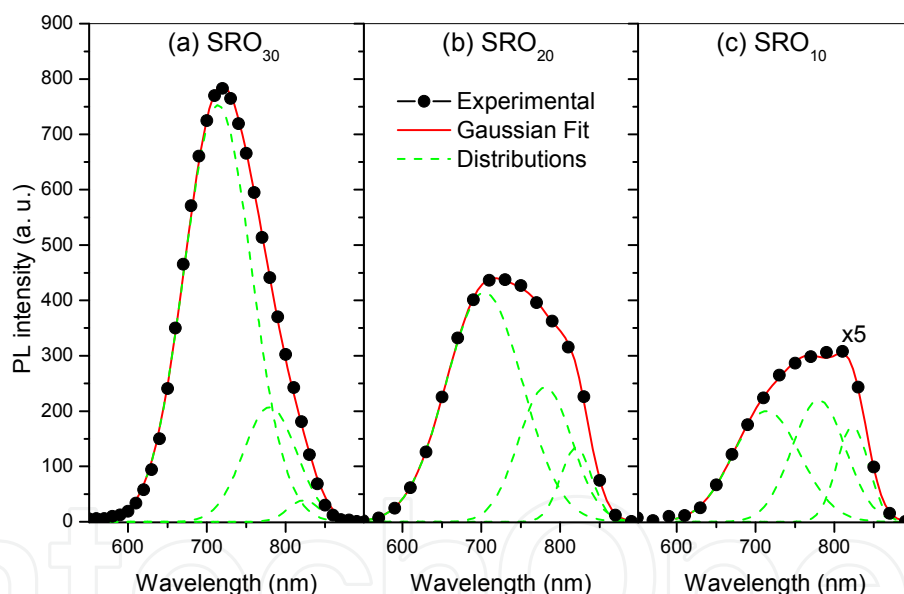 (a) SRO30
(b) SRO20
(c) SRO10
Experimental
Gaussian Fit
Distributions
x5
PL intensity (a. u.)
900
800
700
600
500
400
300
200
100
0
600 700 800
600 700 800
600 700 800
Wavelength (nm)
Wavelength (nm)
Wavelength (nm)